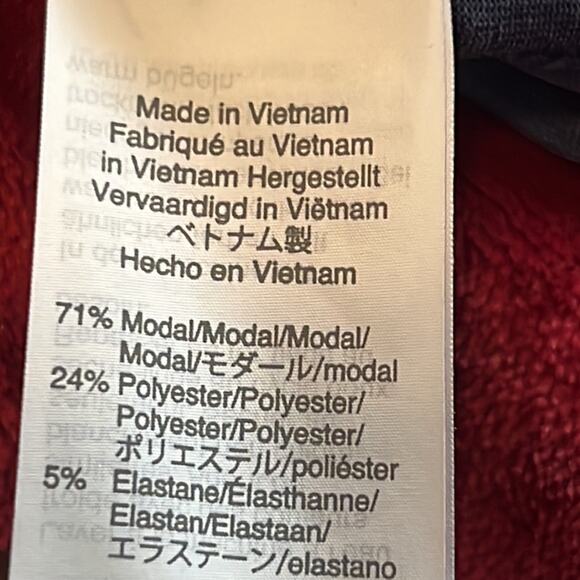 Made in Vietnam
Fabriqué au Vietnam
in Vietnam Hergestellt
Vervaardigd in Viëtnam
ベトナム製
Hecho en Vietnam
71% Modal/Modal/Modal/
Modal/モダール/modal
24% Polyester/Polyester/
Polyester/Polyester/
ポリエステル/poliéster
5% Elastane/Élasthanne/
Elastan/Elastaan/
エラステーン/elastano